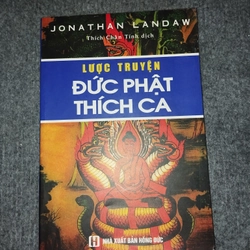 JONATHAN LANDAW
Thích Chân Tính dịch
LƯỢC TRUYỆN
ĐỨC PHẬT
THÍCH CA
NHÀ XUẤT BẢN HỒNG ĐỨC